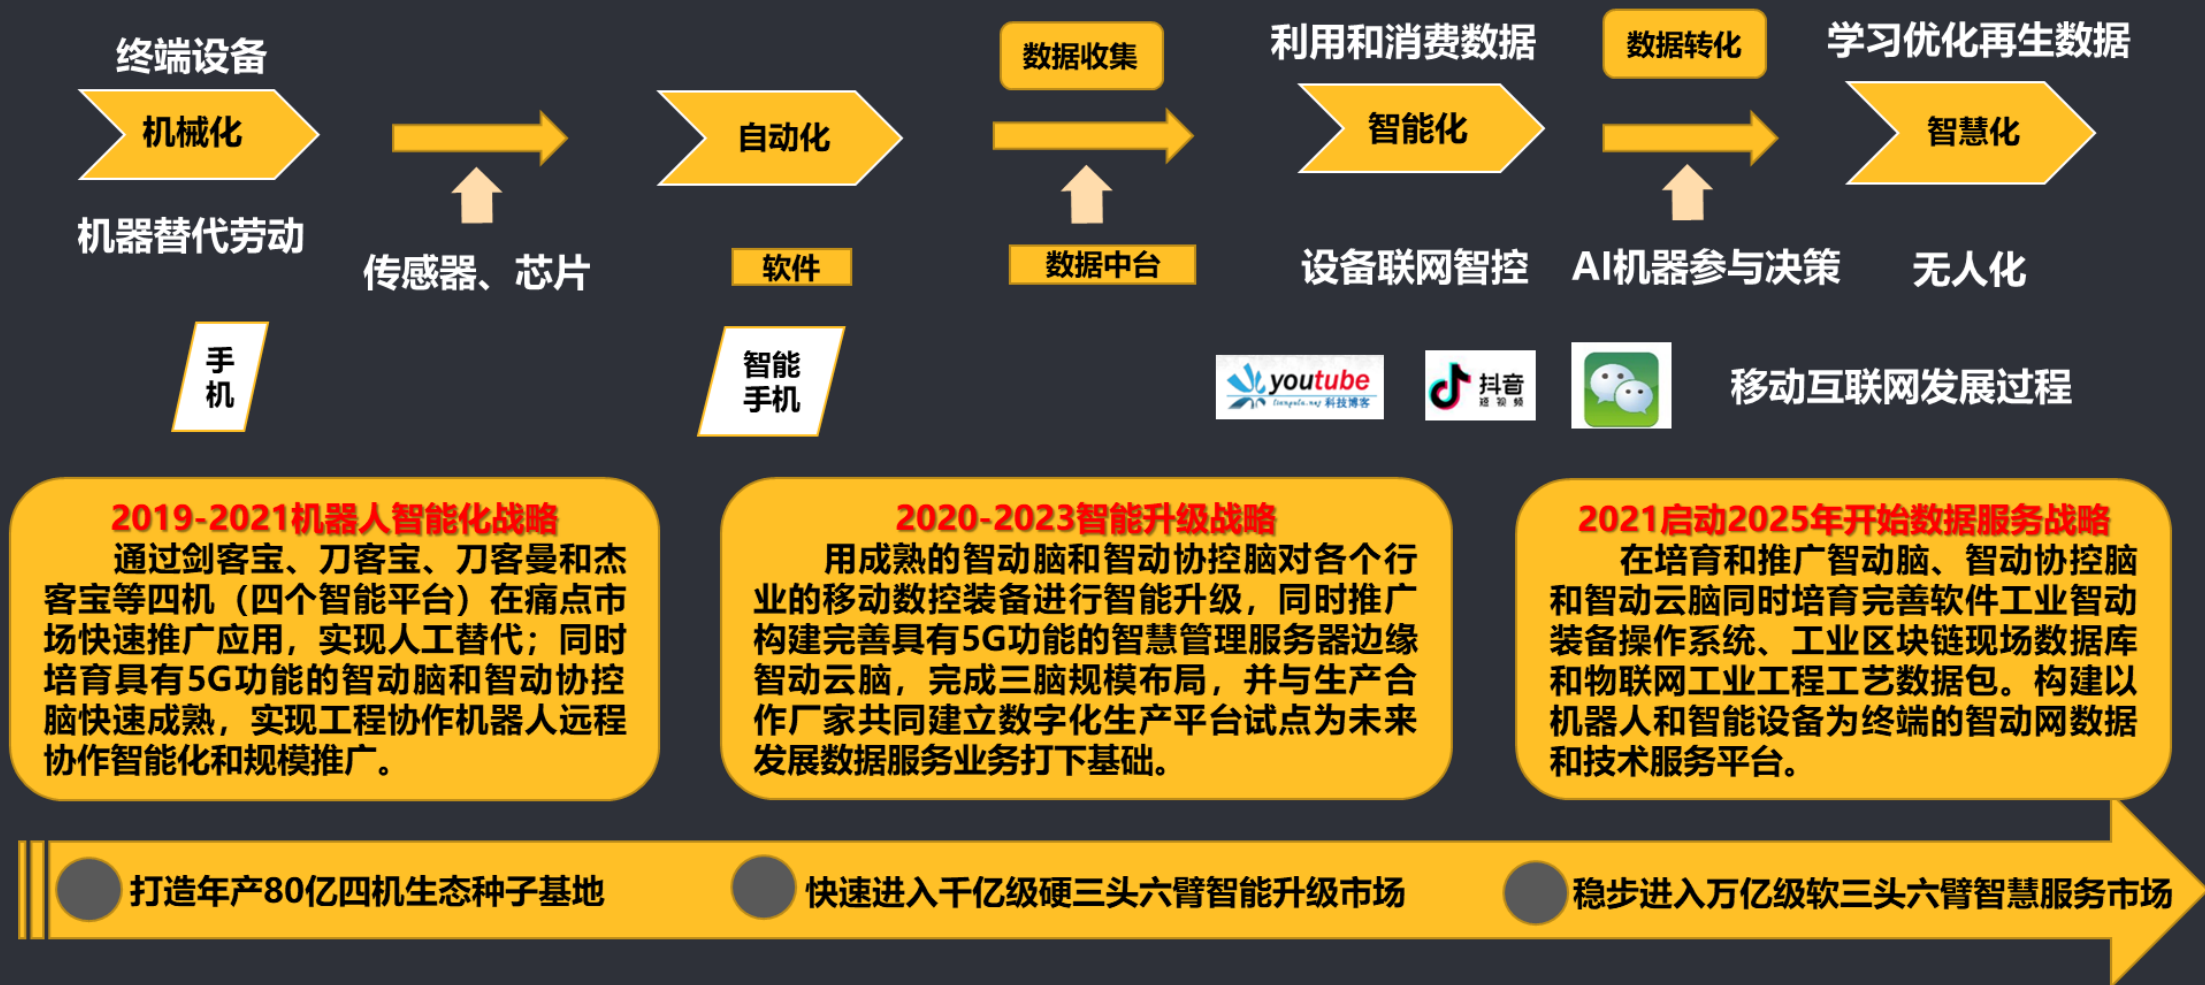 终端设备
机械化
机器替代劳动
传感器、芯片
自动化
软件
数据收集
数据中台
利用和消费数据
智能化
设备联网智控
数据转化
AI机器参与决策
学习优化再生数据
智慧化
无人化
手
机
智能
手机
youtube
科技博客
抖音
短视频
移动互联网发展过程
2019-2021机器人智能化战略
通过剑客宝、刀客宝、刀客曼和杰
客宝等四机（四个智能平台）在痛点市
场快速推广应用，实现人工替代；同时
培育具有5G功能的智动脑和智动协控
脑快速成熟，实现工程协作机器人远程
协作智能化和规模推广。
2020-2023智能升级战略
用成熟的智动脑和智动协控脑对各个行
业的移动数控装备进行智能升级，同时推广
构建完善具有5G功能的智慧管理服务器边缘
智动云脑，完成三脑规模布局，并与生产合
作厂家共同建立数字化生产平台试点为未来
发展数据服务业务打下基础。
2021启动2025年开始数据服务战略
在培育和推广智动脑、智动协控脑
和智动云脑同时培育完善软件工业智动
装备操作系统、工业区块链现场数据库
和物联网工业工程工艺数据包。构建以
机器人和智能设备为终端的智动网数据
和技术服务平台。
打造年产80亿四机生态种子基地
快速进入千亿级硬三头六臂智能升级市场
稳步进入万亿级软三头六臂智慧服务市场